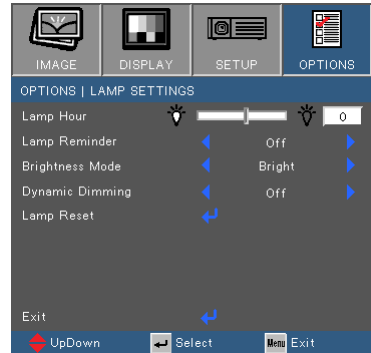 IMAGE DISPLAY SETUP OPTIONS
OPTIONS | LAMP SETTINGS
Lamp Hour 0
Lamp Reminder Off
Brightness Mode Bright
Dynamic Dimming Off
Lamp Reset
Exit
UpDown Select Menu Exit